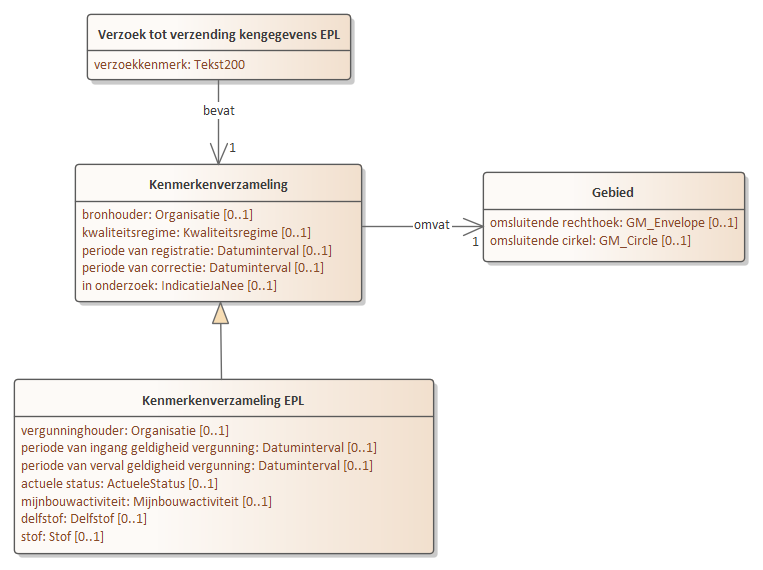 Verzoek tot verzending kengegevens EPL
verzoekkenmerk: Tekst200
bevat
1
Kenmerkenverzameling
bronhouder: Organisatie [0..1]
kwaliteitsregime: Kwaliteitsregime [0..1]
periode van registratie: Datuminterval [0..1]
periode van correctie: Datuminterval [0..1]
in onderzoek: IndicatieJaNee [0..1]
omvat
1
Gebied
omsluitende rechthoek: GM_Envelope [0..1]
omsluitende cirkel: GM_Circle [0..1]
Kenmerkenverzameling EPL
vergunninghouder: Organisatie [0..1]
periode van ingang geldigheid vergunning: Datuminterval [0..1]
periode van verval geldigheid vergunning: Datuminterval [0..1]
actuele status: ActueleStatus [0..1]
mijnbouwactiviteit: Mijnbouwactiviteit [0..1]
delfstof: Delfstof [0..1]
stof: Stof [0..1]